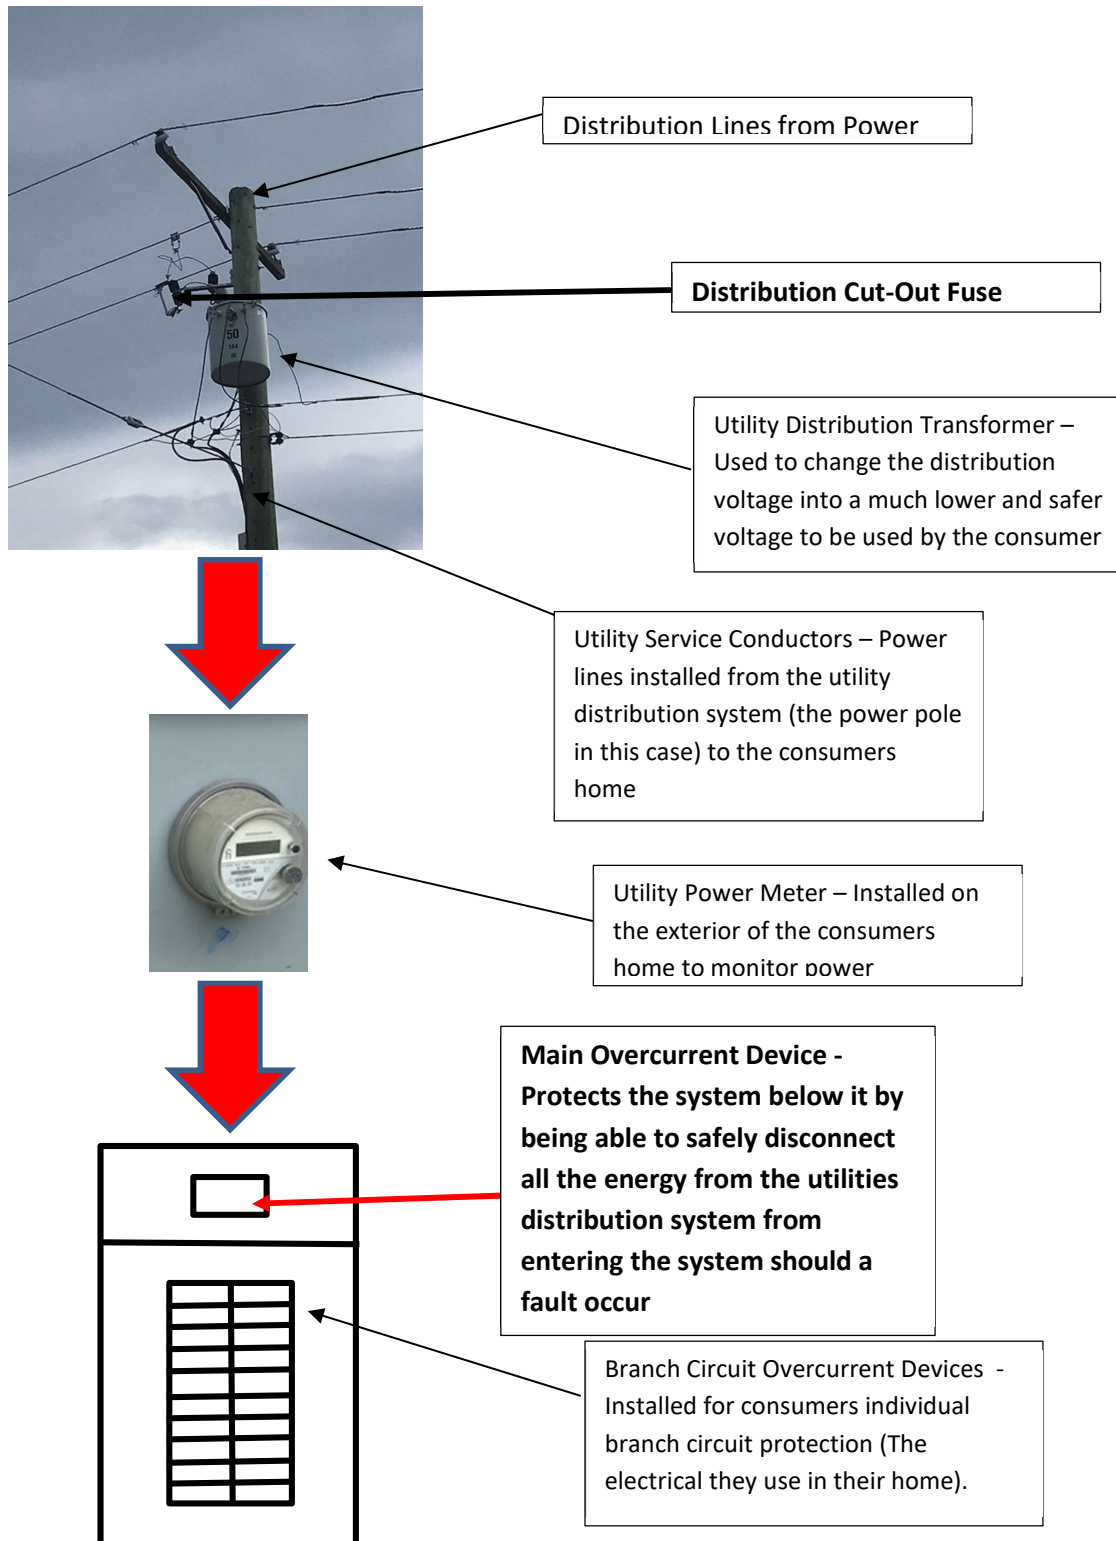 Distribution Lines from Power
Distribution Cut-Out Fuse
50
Utility Distribution Transformer –
Used to change the distribution
voltage into a much lower and safer
voltage to be used by the consumer
Utility Service Conductors – Power
lines installed from the utility
distribution system (the power pole
in this case) to the consumers
home
Utility Power Meter – Installed on
the exterior of the consumers
home to monitor power
Main Overcurrent Device -
Protects the system below it by
being able to safely disconnect
all the energy from the utilities
distribution system from
entering the system should a
fault occur
Branch Circuit Overcurrent Devices -
Installed for consumers individual
branch circuit protection (The
electrical they use in their home).